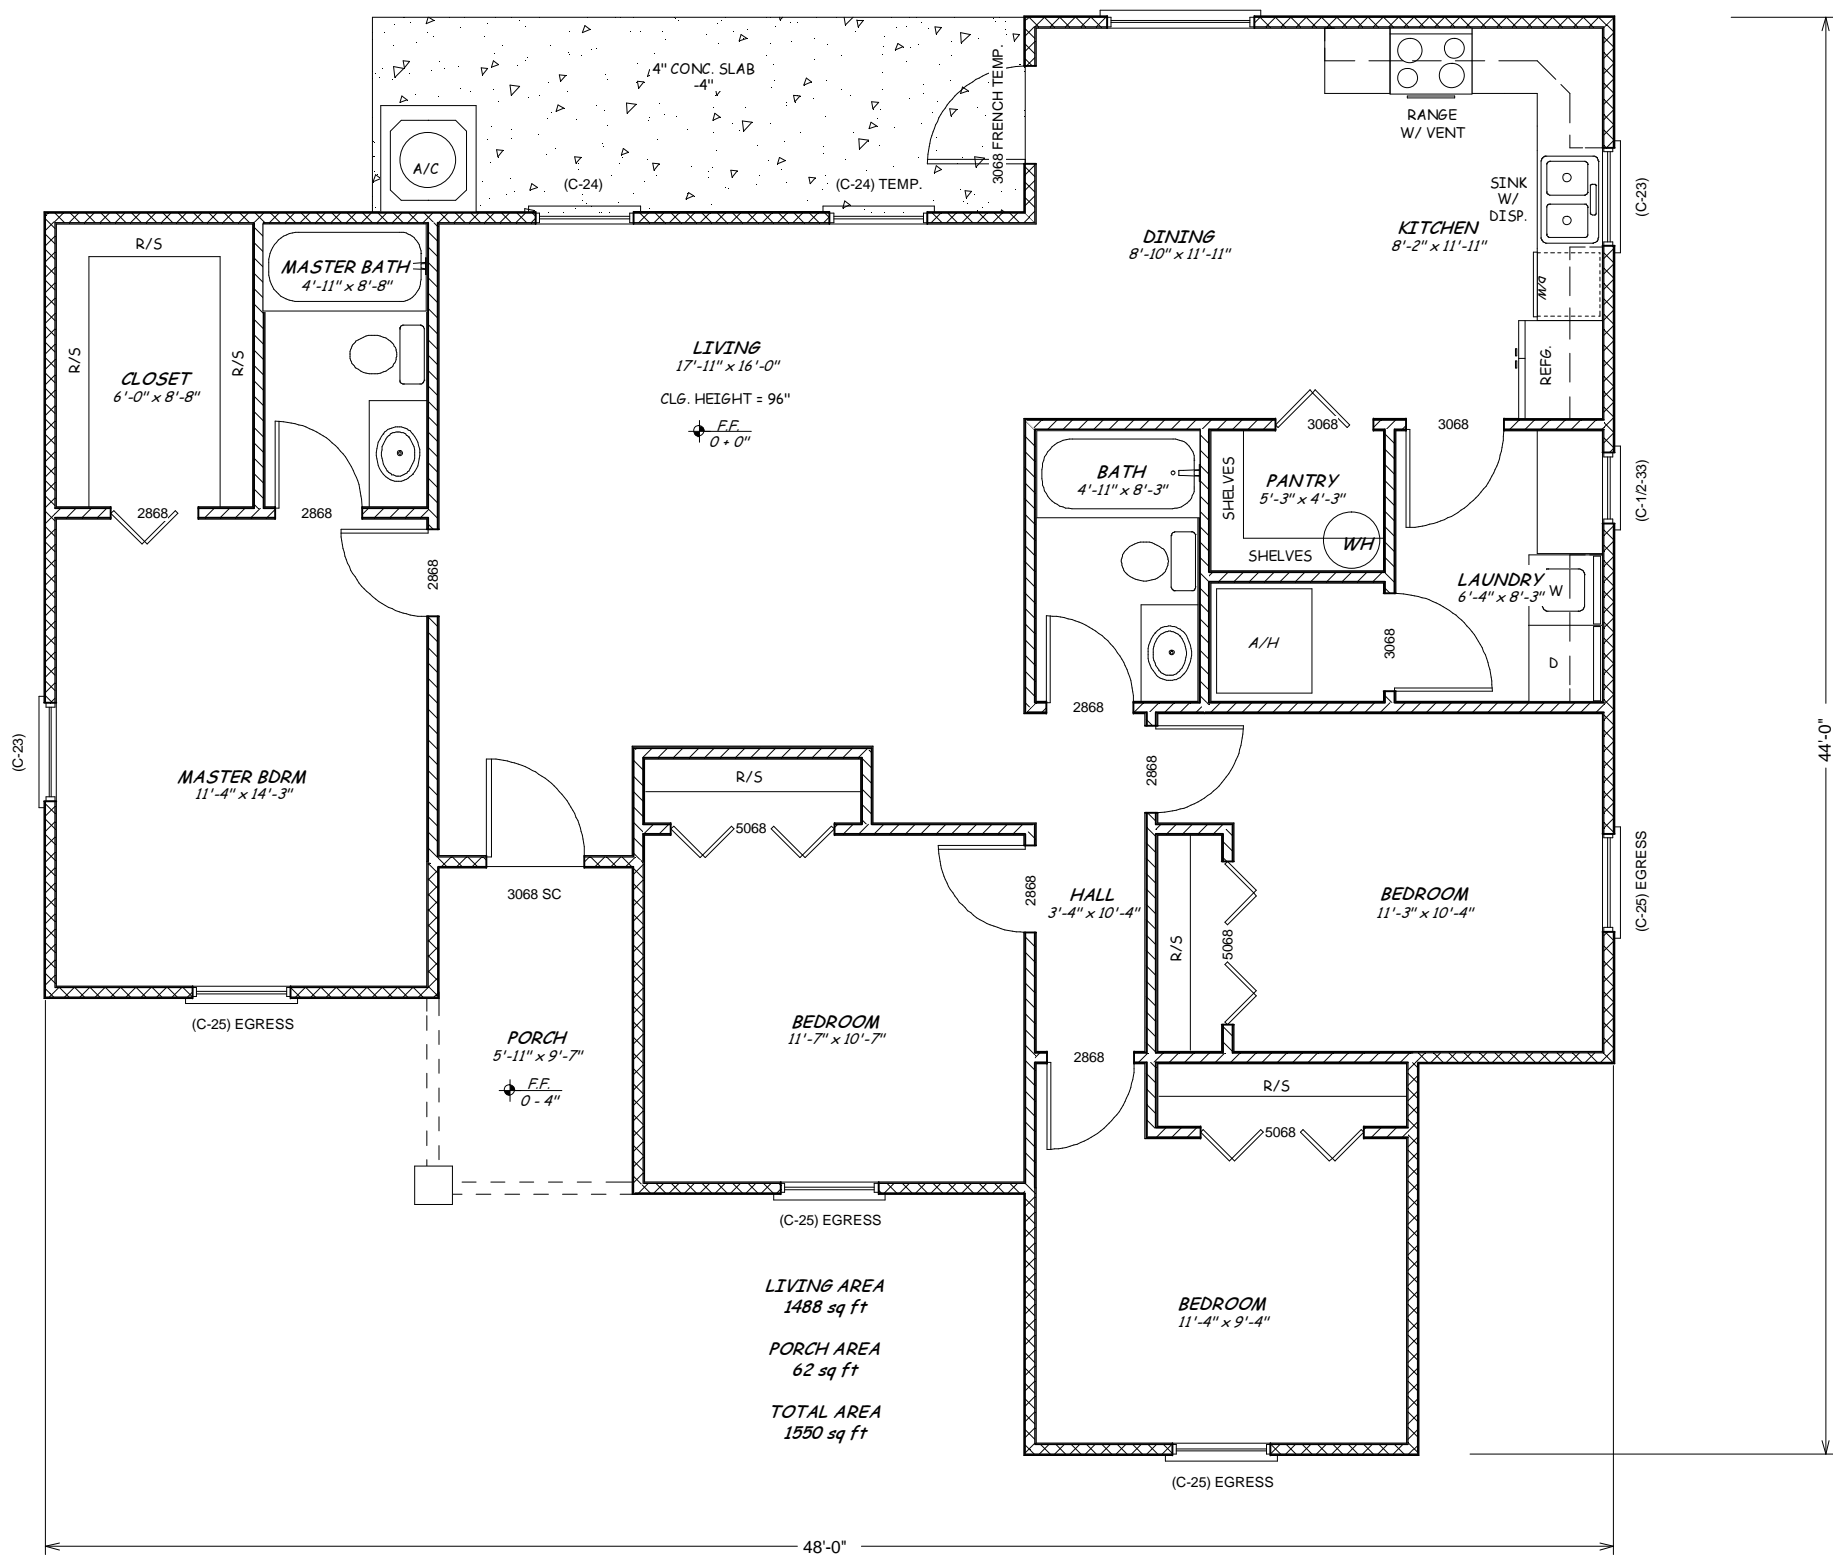 4" CONC. SLAB
-4"
3068 FRENCH TEMP.
RANGE
W/ VENT
A/C
(C-24)
(C-24) TEMP.
SINK
W/
DISP.
(C-23)
R/S
MASTER BATH
4'-11" x 8'-8"
DINING
8'-10" x 11'-11"
KITCHEN
8'-2" x 11'-11"
D/W
R/S
R/S
CLOSET
6'-0" x 8'-8"
LIVING
17'-11" x 16'-0"
CLG. HEIGHT = 96"
F.F.
0 + 0"
REFG.
3068
3068
2868
2868
2868
BATH
4'-11" x 8'-3"
SHELVES
PANTRY
5'-3" x 4'-3"
SHELVES
WH
(C-1/2-33)
LAUNDRY
6'-4" x 8'-3"
W
A/H
3068
D
2868
(C-23)
MASTER BDRM
11'-4" x 14'-3"
R/S
5068
2868
3068 SC
2868
HALL
3'-4" x 10'-4"
R/S
5068
BEDROOM
11'-3" x 10'-4"
(C-25) EGRESS
(C-25) EGRESS
PORCH
5'-11" x 9'-7"
F.F.
0 - 4"
BEDROOM
11'-7" x 10'-7"
2868
R/S
5068
(C-25) EGRESS
LIVING AREA
1488 sq ft
PORCH AREA
62 sq ft
TOTAL AREA
1550 sq ft
BEDROOM
11'-4" x 9'-4"
(C-25) EGRESS
44'-0"
48'-0"